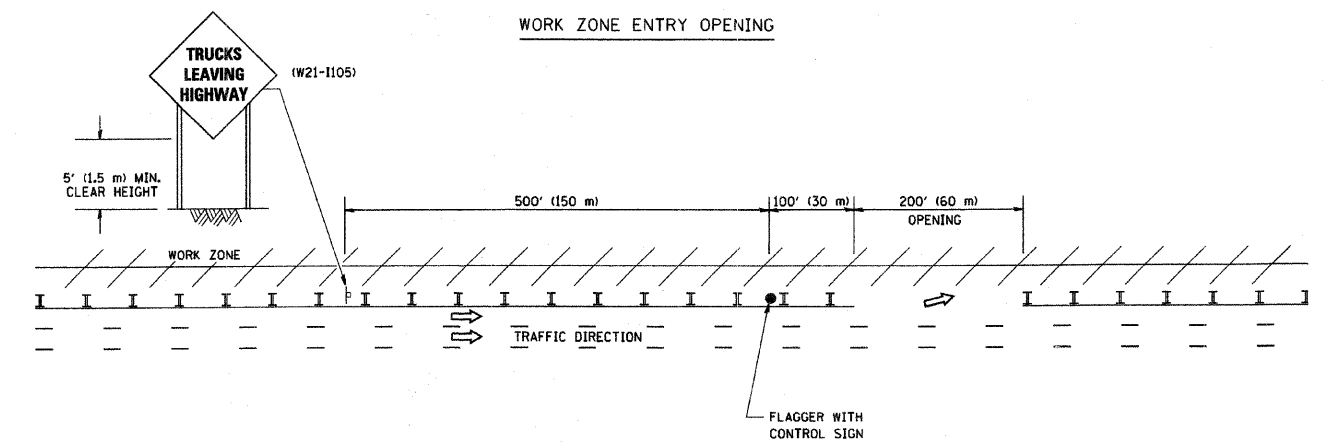 WORK ZONE ENTRY OPENING
TRUCKS
LEAVING
HIGHWAY
(W21-I105)
5' (1.5 m) MIN.
CLEAR HEIGHT
500' (150 m)
100' (30 m)
200' (60 m)
OPENING
WORK ZONE
TRAFFIC DIRECTION
FLAGGER WITH
CONTROL SIGN